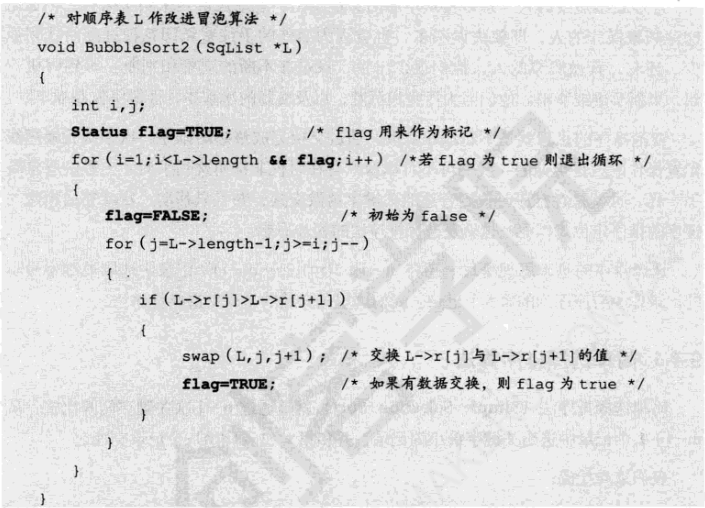 /* 对顺序表 L 作改进冒泡算法 */
void BubbleSort2(SqList *L)
{
int i,j;
Status flag=TRUE; /* flag 用来作为标记 */
for(i=1;i<L->length && flag;i++) /*若 flag 为 true 则退出循环 */
{
flag=FALSE; /* 初始为 false */
for(j=L->length-1;j>=i;j--)
{
if(L->r[j]>L->r[j+1])
{
swap(L,j,j+1); /* 交换 L->r[j]与 L->r[j+1]的值 */
flag=TRUE; /* 如果有数据交换，则 flag 为 true */
}
}
}
}